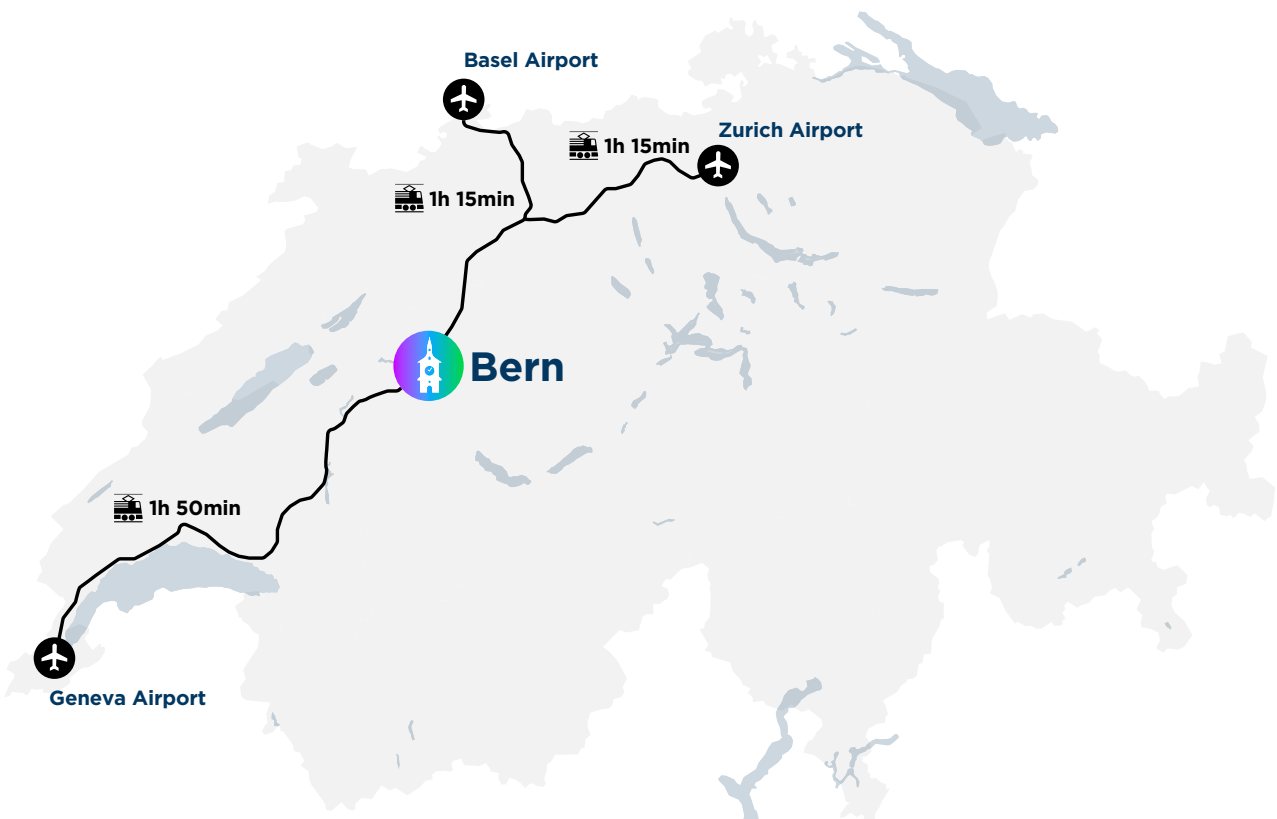 Basel Airport
Zurich Airport
1h 15min
1h 15min
Bern
1h 50min
Geneva Airport